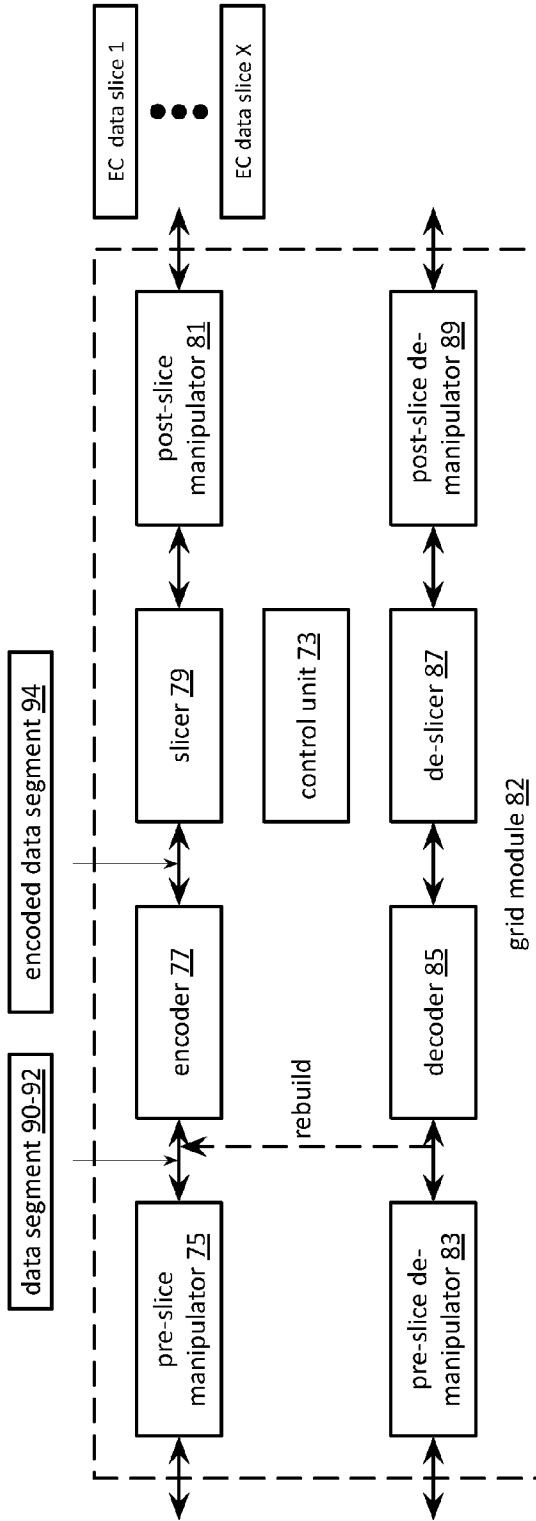 data segment 90-92
encoded data segment 94
EC data slice 1
EC data slice X
pre-slice
manipulator 75
encoder 77
slicer 79
post-slice
manipulator 81
rebuild
control unit 73
pre-slice de-
manipulator 83
decoder 85
de-slicer 87
post-slice de-
manipulator 89
grid module 82